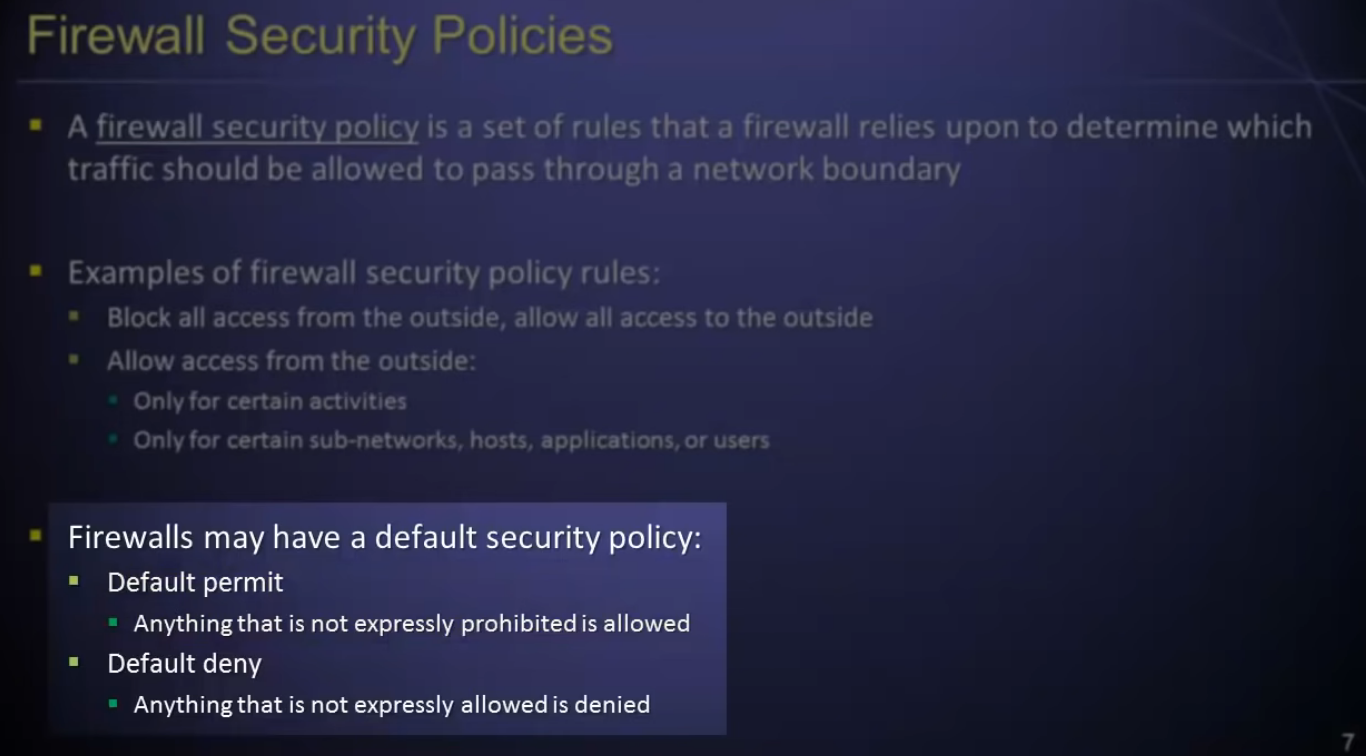 Firewall Security Policies
A firewall security policy is a set of rules that a firewall relies upon to determine which
traffic should be allowed to pass through a network boundary
Examples of firewall security policy rules:
Block all access from the outside, allow all access to the outside
Allow access from the outside:
Only for certain activities
Only for certain sub-networks, hosts, applications, or users
Firewalls may have a default security policy:
Default permit
Anything that is not expressly prohibited is allowed
Default deny
Anything that is not expressly allowed is denied
7